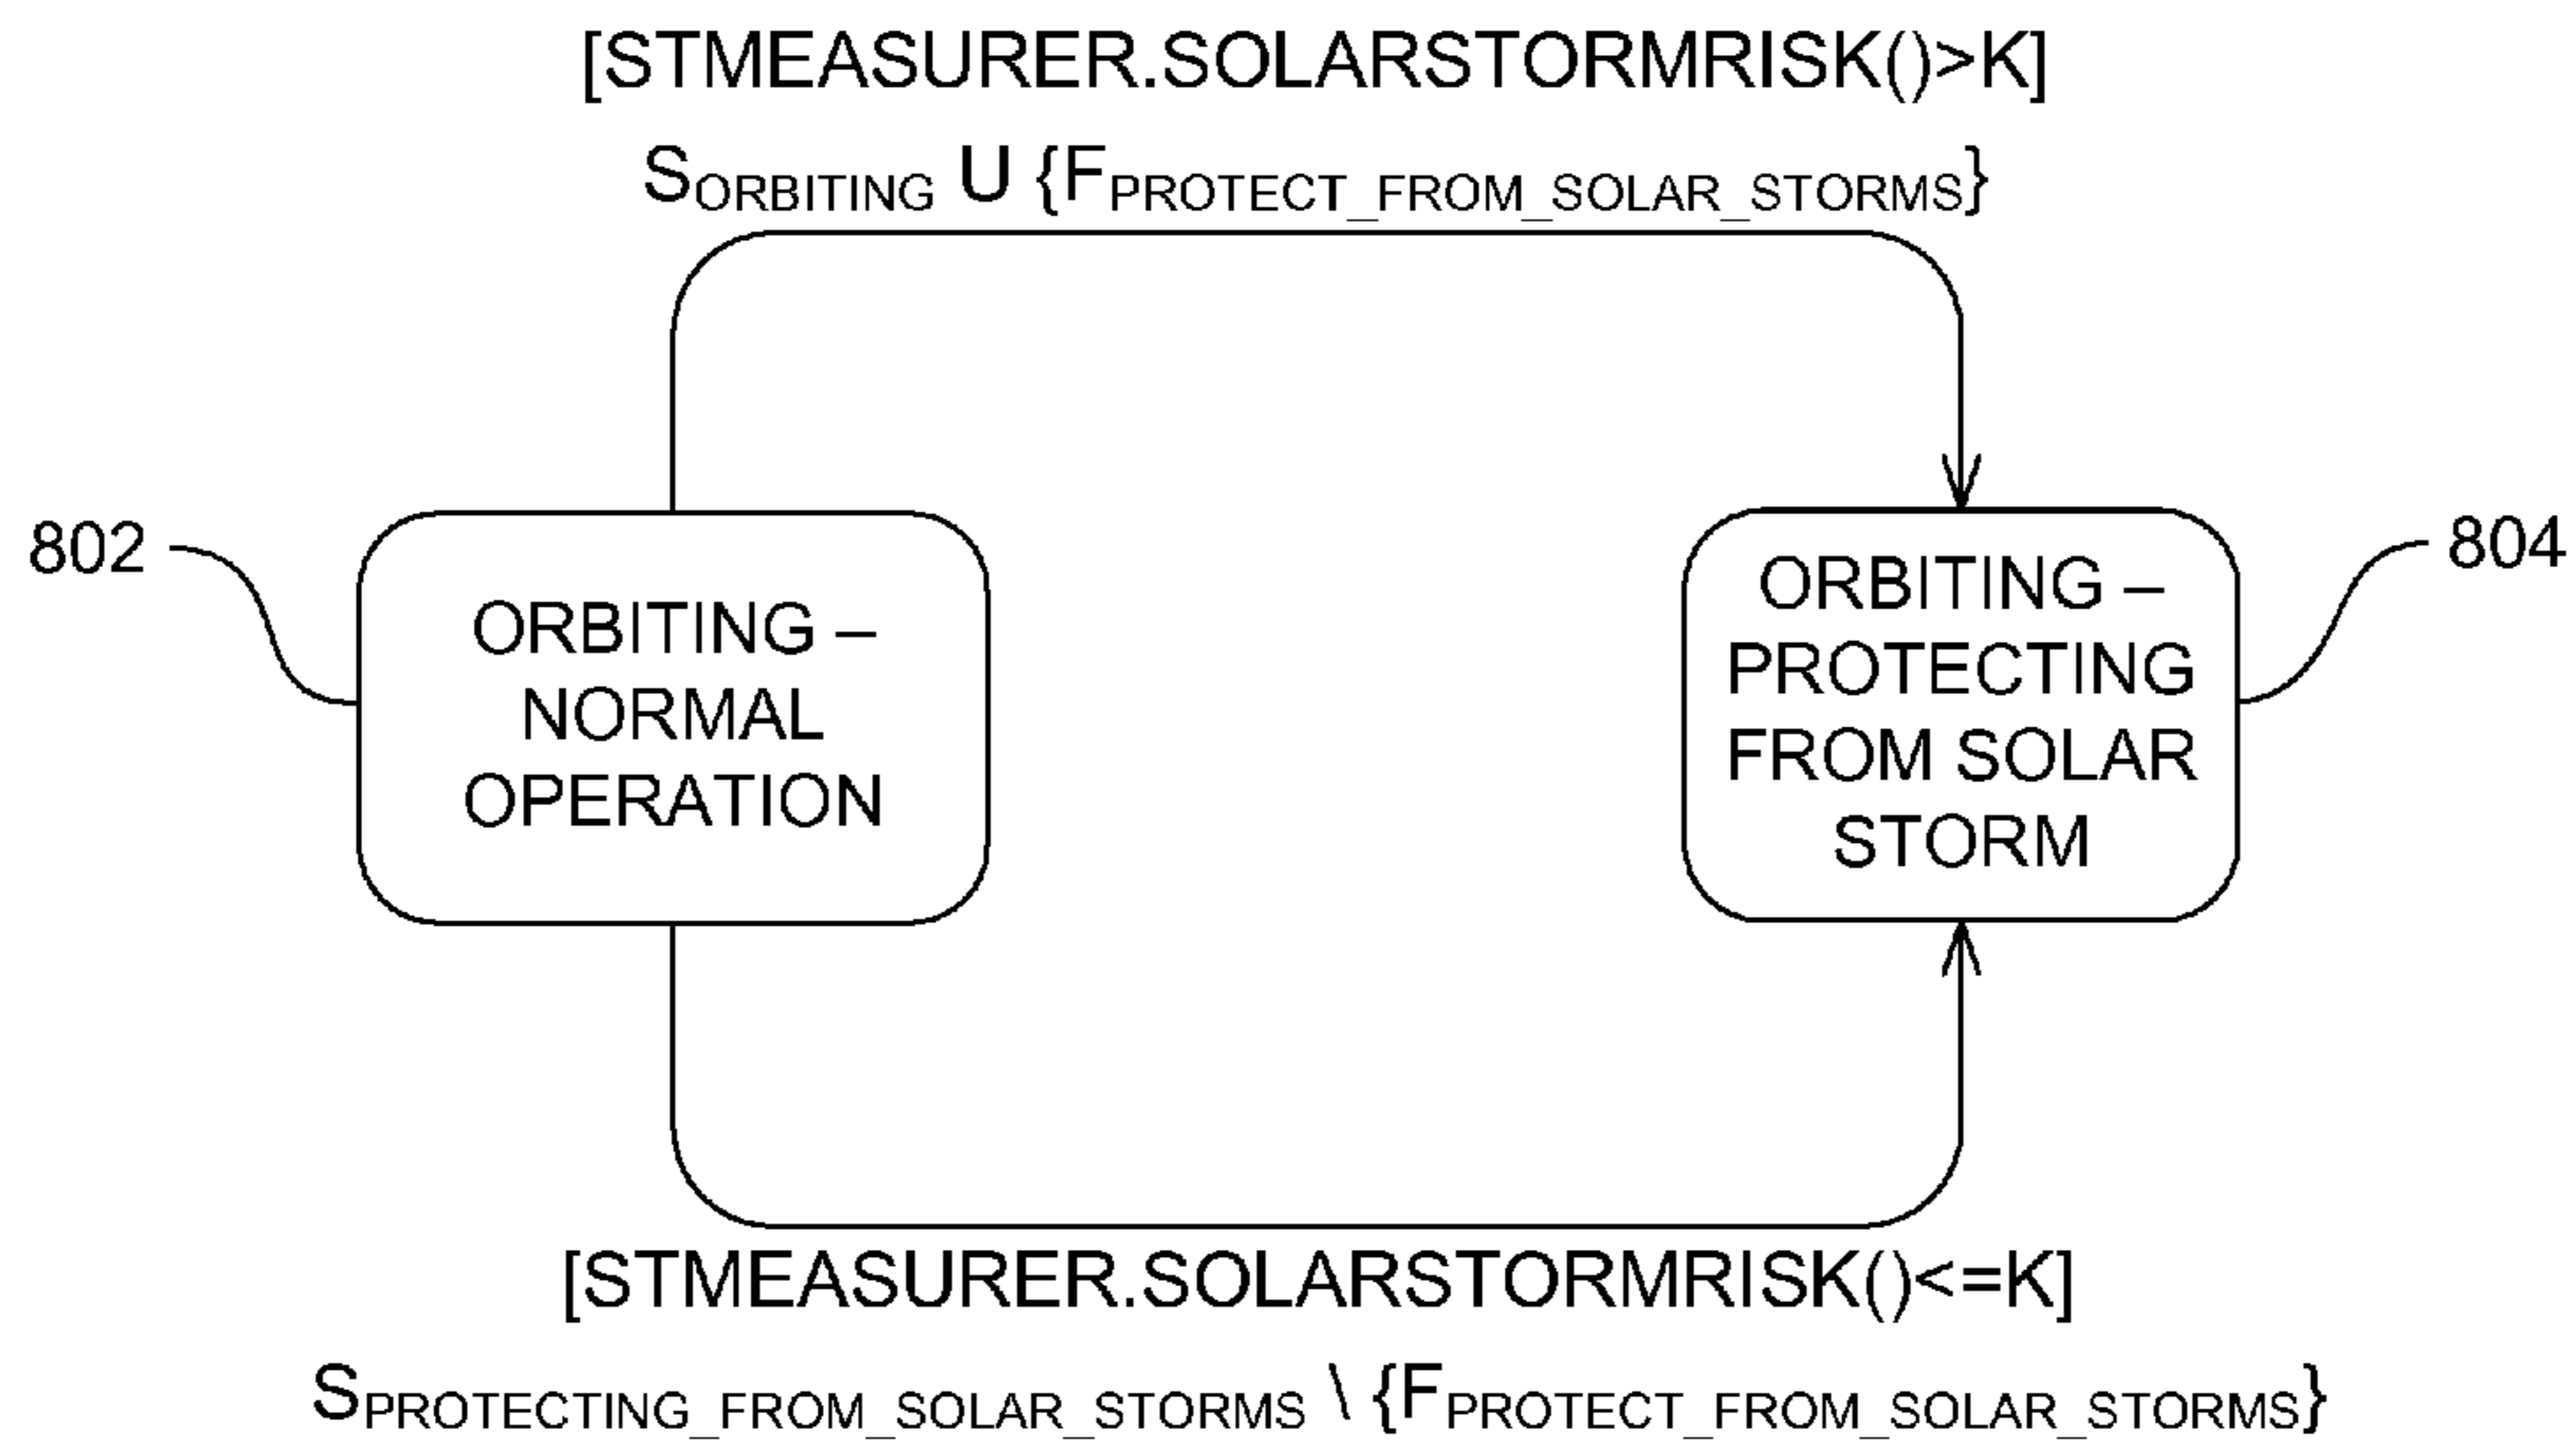 [STMEASURER.SOLARSTORMRISK()>K]
SORBITING U {FPROTECT_FROM_SOLAR_STORMS}
802
ORBITING –
NORMAL
OPERATION
ORBITING –
PROTECTING
FROM SOLAR
STORM
804
[STMEASURER.SOLARSTORMRISK()<=K]
SPROTECTING_FROM_SOLAR_STORMS \ {FPROTECT_FROM_SOLAR_STORMS}